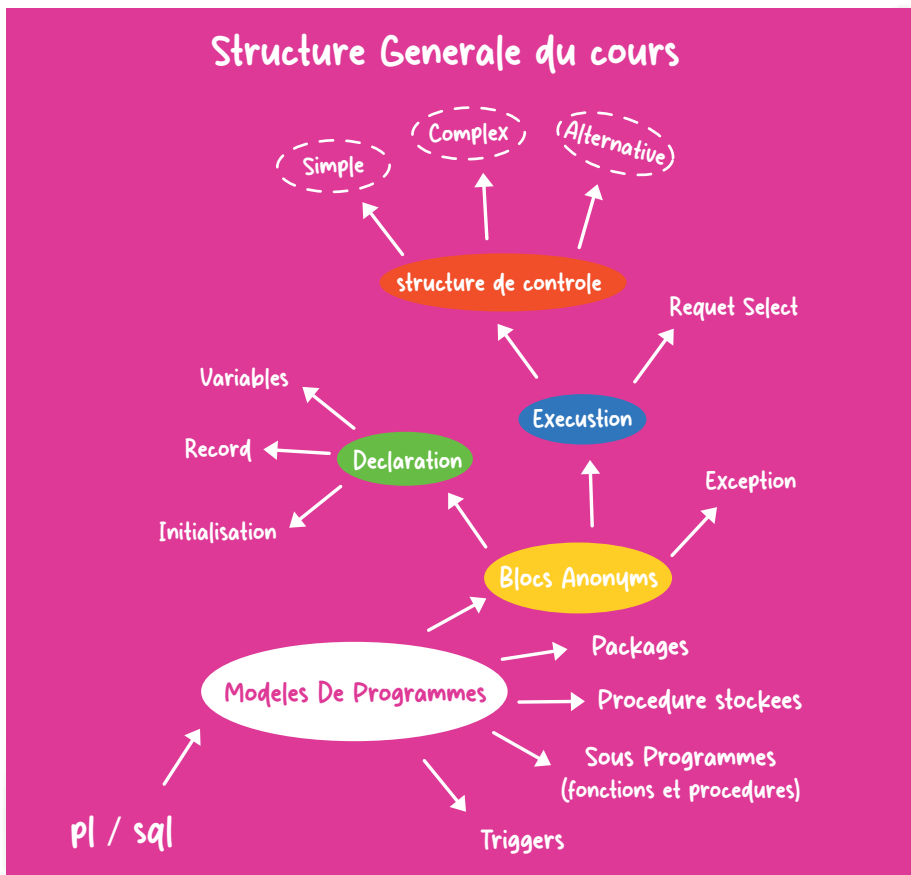 Structure Generale du cours
Simple
Complex
Alternative
structure de controle
Requet Select
Variables
Execustion
Record
Declaration
Exception
Initialisation
Blocs Anonyms
Packages
Modeles De Programmes
Procedure stockees
Sous Programmes
(fonctions et procedures)
pl / sql
Triggers